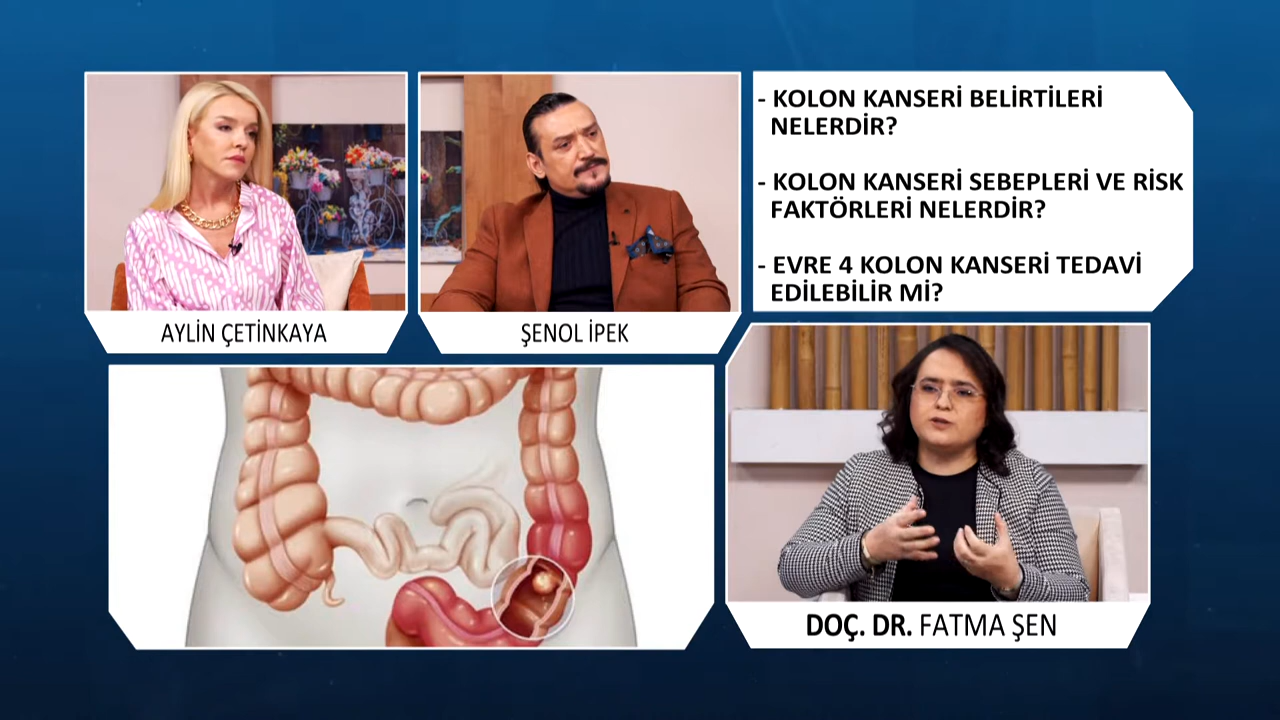 - KOLON KANSERİ BELİRTİLERİ
NELERDİR?
- KOLON KANSERİ SEBEPLERİ VE RİSK
FAKTÖRLERİ NELERDİR?
- EVRE 4 KOLON KANSERİ TEDAVİ
EDİLEBİLİR Mİ?
AYLİN ÇETİNKAYA
ŞENOL İPEK
DOÇ. DR. FATMA ŞEN